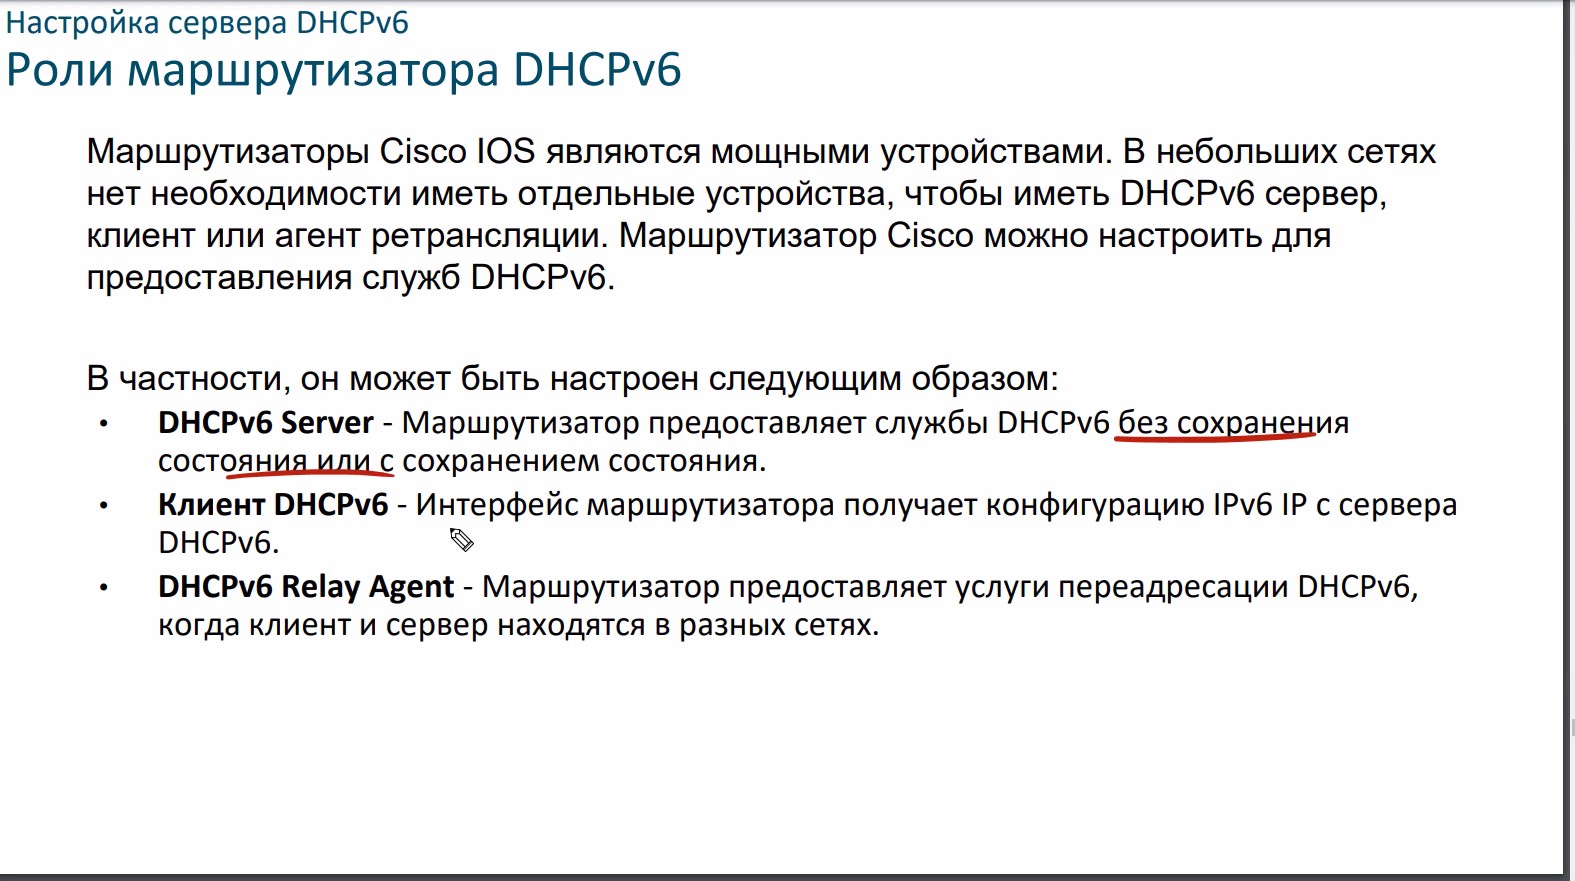 Настройка сервера DHCPv6
Роли маршрутизатора DHCPv6
Маршрутизаторы Cisco IOS являются мощными устройствами. В небольших сетях
нет необходимости иметь отдельные устройства, чтобы иметь DHCPv6 сервер,
клиент или агент ретрансляции. Маршрутизатор Cisco можно настроить для
предоставления служб DHCPv6.
В частности, он может быть настроен следующим образом:
• DHCPv6 Server - Маршрутизатор предоставляет службы DHCPv6 без сохранения
состояния или с сохранением состояния.
• Клиент DHCPv6 - Интерфейс маршрутизатора получает конфигурацию IPv6 IP с сервера
DHCPv6.
• DHCPv6 Relay Agent - Маршрутизатор предоставляет услуги переадресации DHCPv6,
когда клиент и сервер находятся в разных сетях.